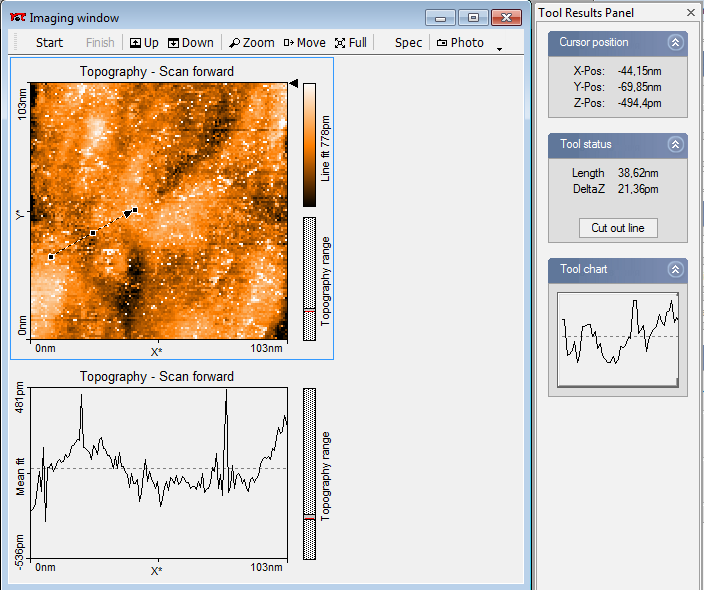 Imaging window
Tool Results Panel
Start Finish Up Down Zoom Move Full Spec Photo
Cursor position
X-Pos: -44,15nm
Y-Pos: -69,85nm
Z-Pos: -494,4pm
Tool status
Length 38,62nm
DeltaZ 21,36pm
Cut out line
Tool chart
Topography - Scan forward
103nm
Y*
0nm
0nm
X*
103nm
Line fit 778pm
Topography range
Topography - Scan forward
481pm
Mean fit
-536pm
0nm
X*
103nm
Topography range